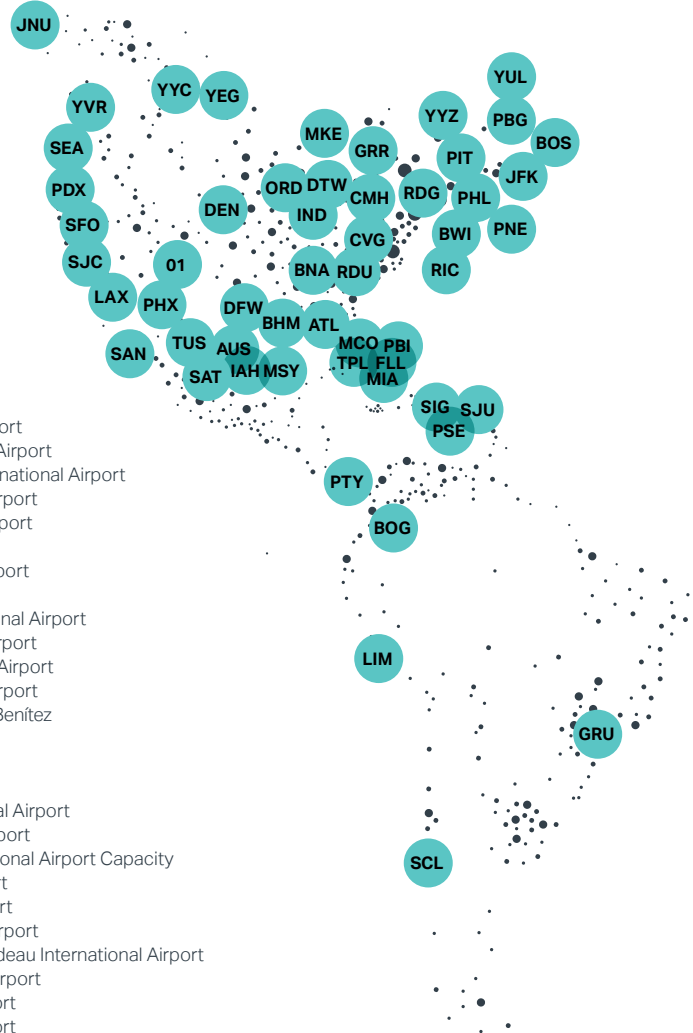 JNU
YUL
YYC
YEG
YVR
YYZ
PBG
MKE
BOS
SEA
GRR
PIT
JFK
PDX
ORD
DTW
CMH
RDG
PHL
DEN
IND
SFO
CVG
BWI
PNE
SJC
01
BNA
RDU
RIC
LAX
PHX
DFW
BHM
ATL
SAN
TUS
AUS
MCO
PBI
SAT
IAH
MSY
TPL
FLL
MIA
SIG
SJU
PSE
ort
Airport
national Airport
rport
port
PTY
BOG
port
nal Airport
rport
Airport
rport
Benítez
LIM
GRU
al Airport
port
onal Airport Capacity
rt
rt
SCL
rport
deau International Airport
irport
ort
ort